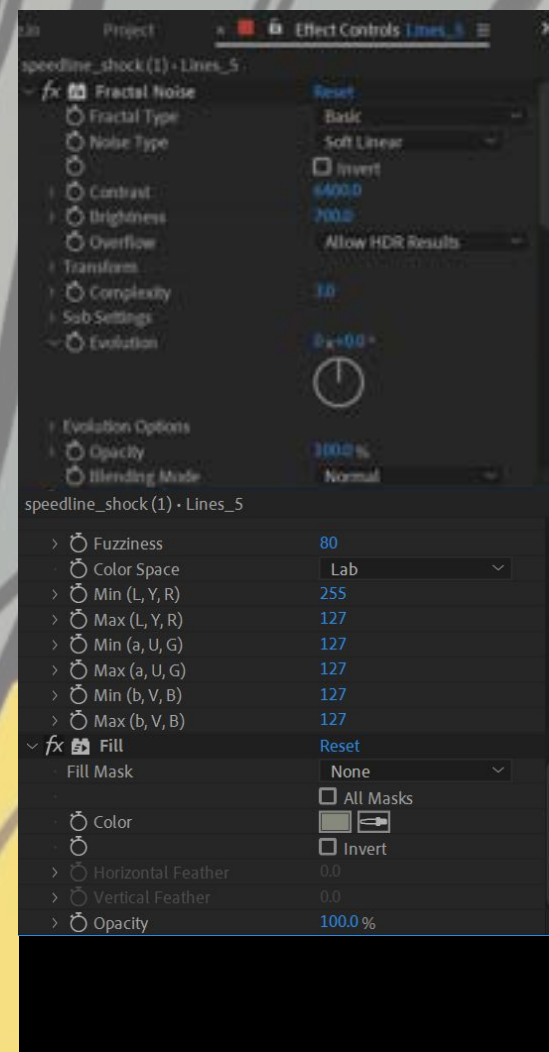 Project Effect Controls Lines_5
speedline_shock (1) • Lines_5
fx Fractal Noise Reset
Fractal Type Basic
Noise Type Soft Linear
Invert
Contrast 6400.0
Brightness
Overflow Allow HDR Results
Transform
Complexity
Sub Settings
Evolution 0 x+0.0 °
Evolution Options
Opacity 100.0 %
Blending Mode Normal
speedline_shock (1) • Lines_5
Fuzziness 80
Color Space Lab
Min (L, Y, R) 255
Max (L, Y, R) 127
Min (a, U, G) 127
Max (a, U, G) 127
Min (b, V, B) 127
Max (b, V, B) 127
fx Fill Reset
Fill Mask None
All Masks
Color
Invert
Horizontal Feather 0.0
Vertical Feather 0.0
Opacity 100.0 %